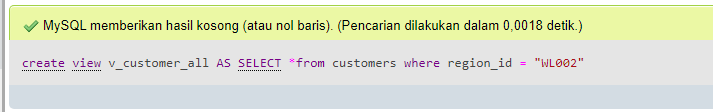 MySQL memberikan hasil kosong (atau nol baris). (Pencarian dilakukan dalam 0,0018 detik.)
create view v_customer_all AS SELECT *from customers where region_id = "WL002"